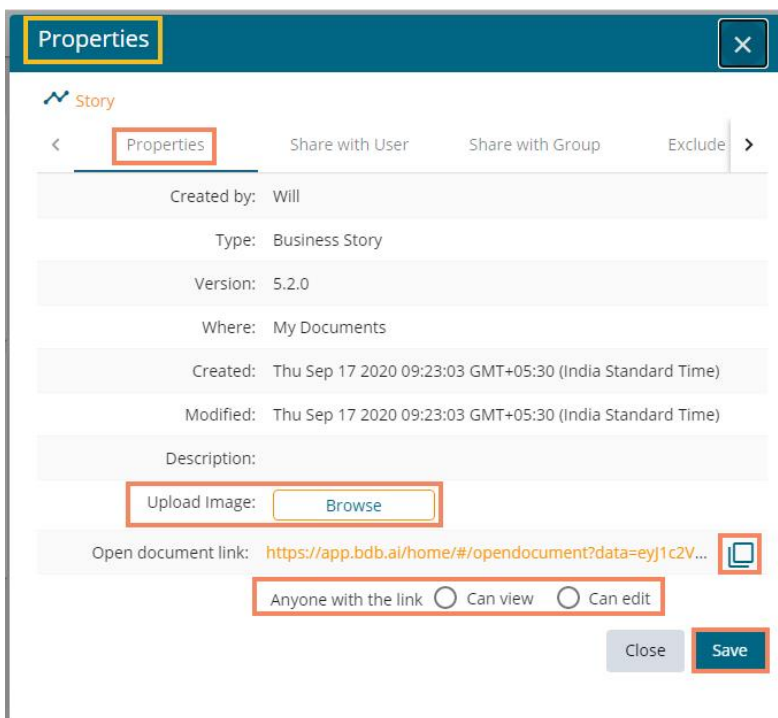 Properties
Story
Properties Share with User Share with Group Exclude
Created by: Will
Type: Business Story
Version: 5.2.0
Where: My Documents
Created: Thu Sep 17 2020 09:23:03 GMT+05:30 (India Standard Time)
Modified: Thu Sep 17 2020 09:23:03 GMT+05:30 (India Standard Time)
Description:
Upload Image: Browse
Open document link: https://app.bdb.ai/home/#/opendocument?data=eyJ1c2V...
Anyone with the link Can view Can edit
Close Save